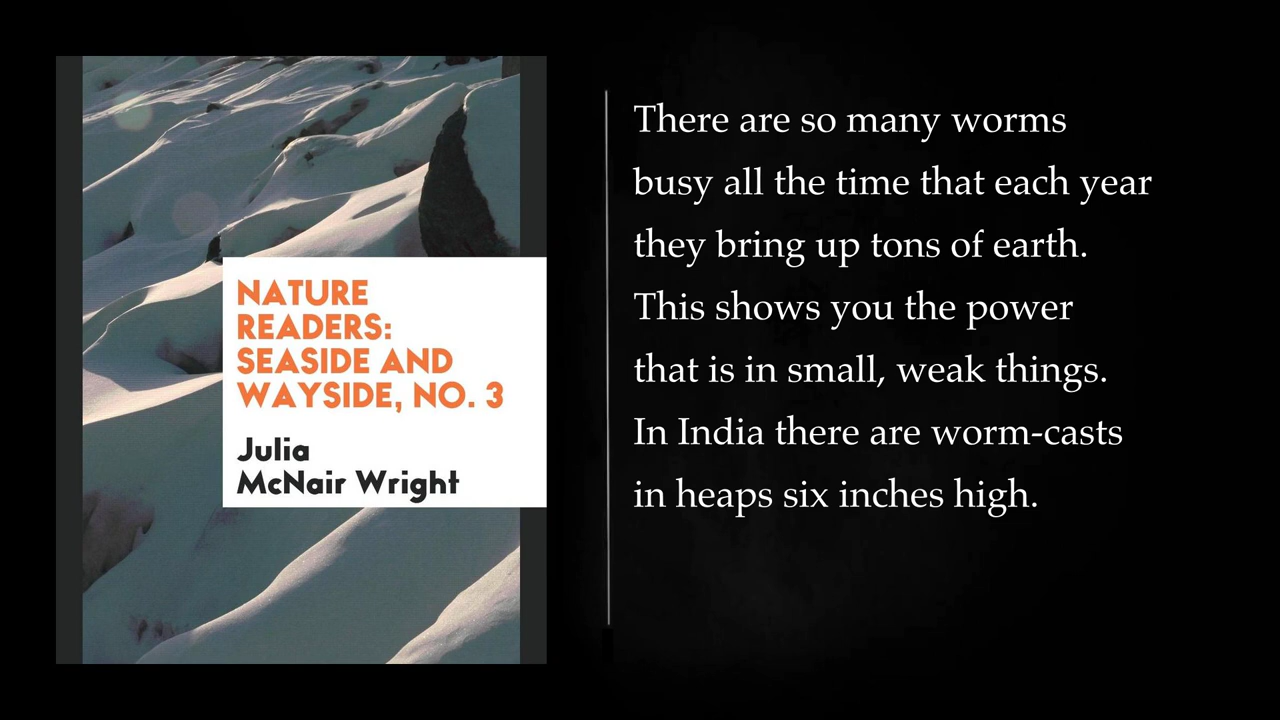 NATURE
READERS:
SEASIDE AND
WAYSIDE, NO. 3
Julia
McNair Wright
There are so many worms
busy all the time that each year
they bring up tons of earth.
This shows you the power
that is in small, weak things.
In India there are worm-casts
in heaps six inches high.